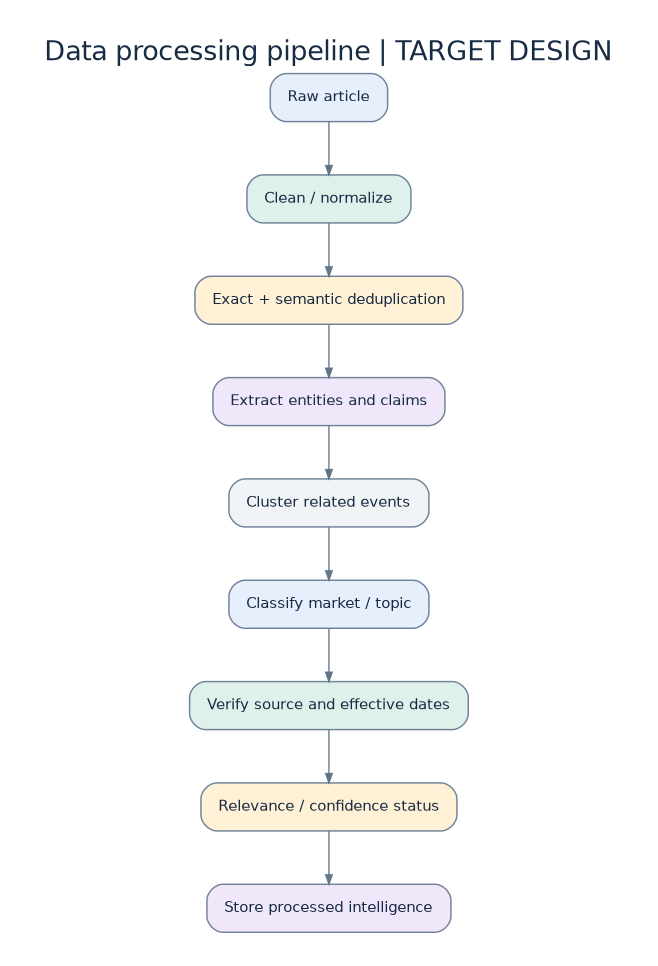 Data processing pipeline | TARGET DESIGN
Raw article
Clean / normalize
Exact + semantic deduplication
Extract entities and claims
Cluster related events
Classify market / topic
Verify source and effective dates
Relevance / confidence status
Store processed intelligence